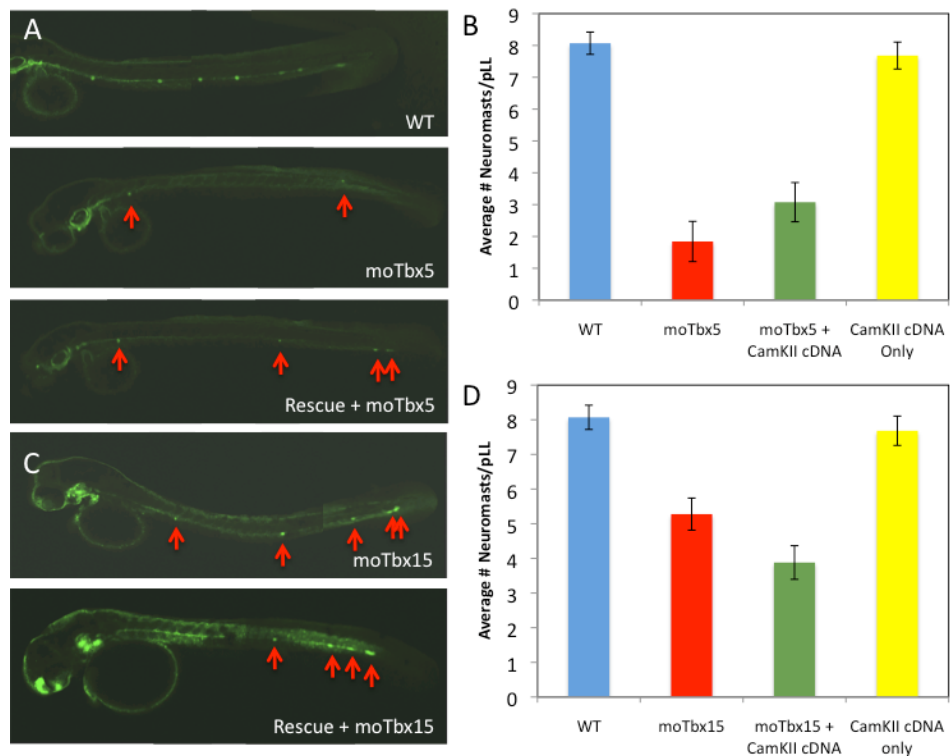 A
WT
moTbx5
Rescue + moTbx5
C
moTbx15
Rescue + moTbx15
B
Average # Neuromasts/pLL
9
8
7
6
5
4
3
2
1
0
WT
moTbx5
moTbx5 +
CamKII cDNA
CamKII cDNA
Only
D
Average # Neuromasts/pLL
9
8
7
6
5
4
3
2
1
0
WT
moTbx15
moTbx15 +
CamKII cDNA
CamKII cDNA
only